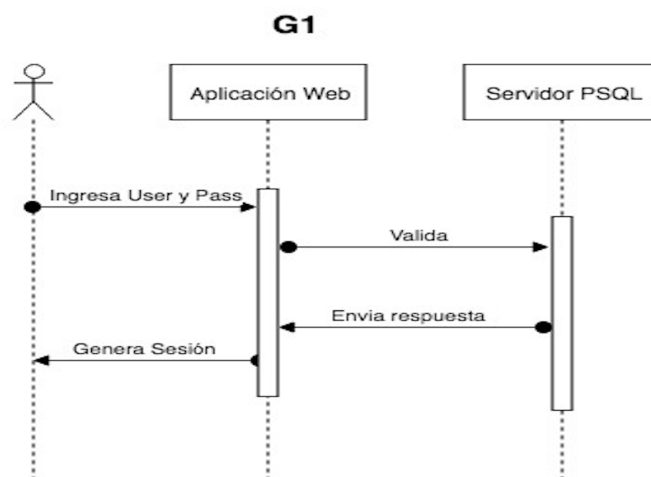 G1
Aplicación Web
Servidor PSQL
Ingresa User y Pass
Valida
Envia respuesta
Genera Sesión